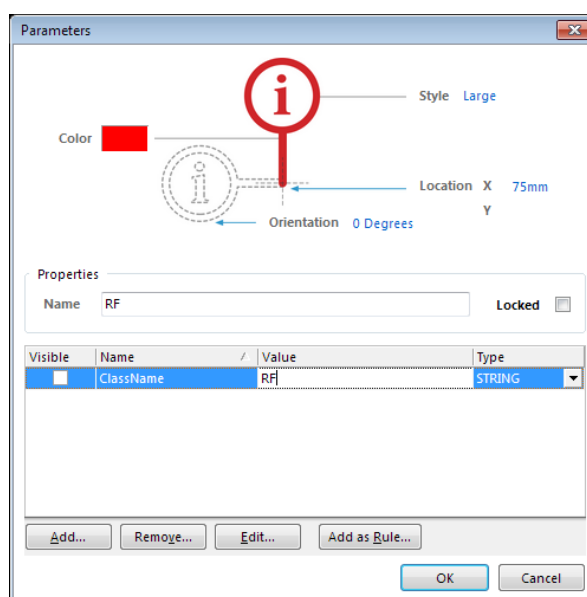 Parameters
Style Large
Color
Location X 75mm
Y
Orientation 0 Degrees
Properties
Name RF Locked
Visible Name Value Type
ClassName RF STRING
Add... Remove... Edit... Add as Rule...
OK Cancel